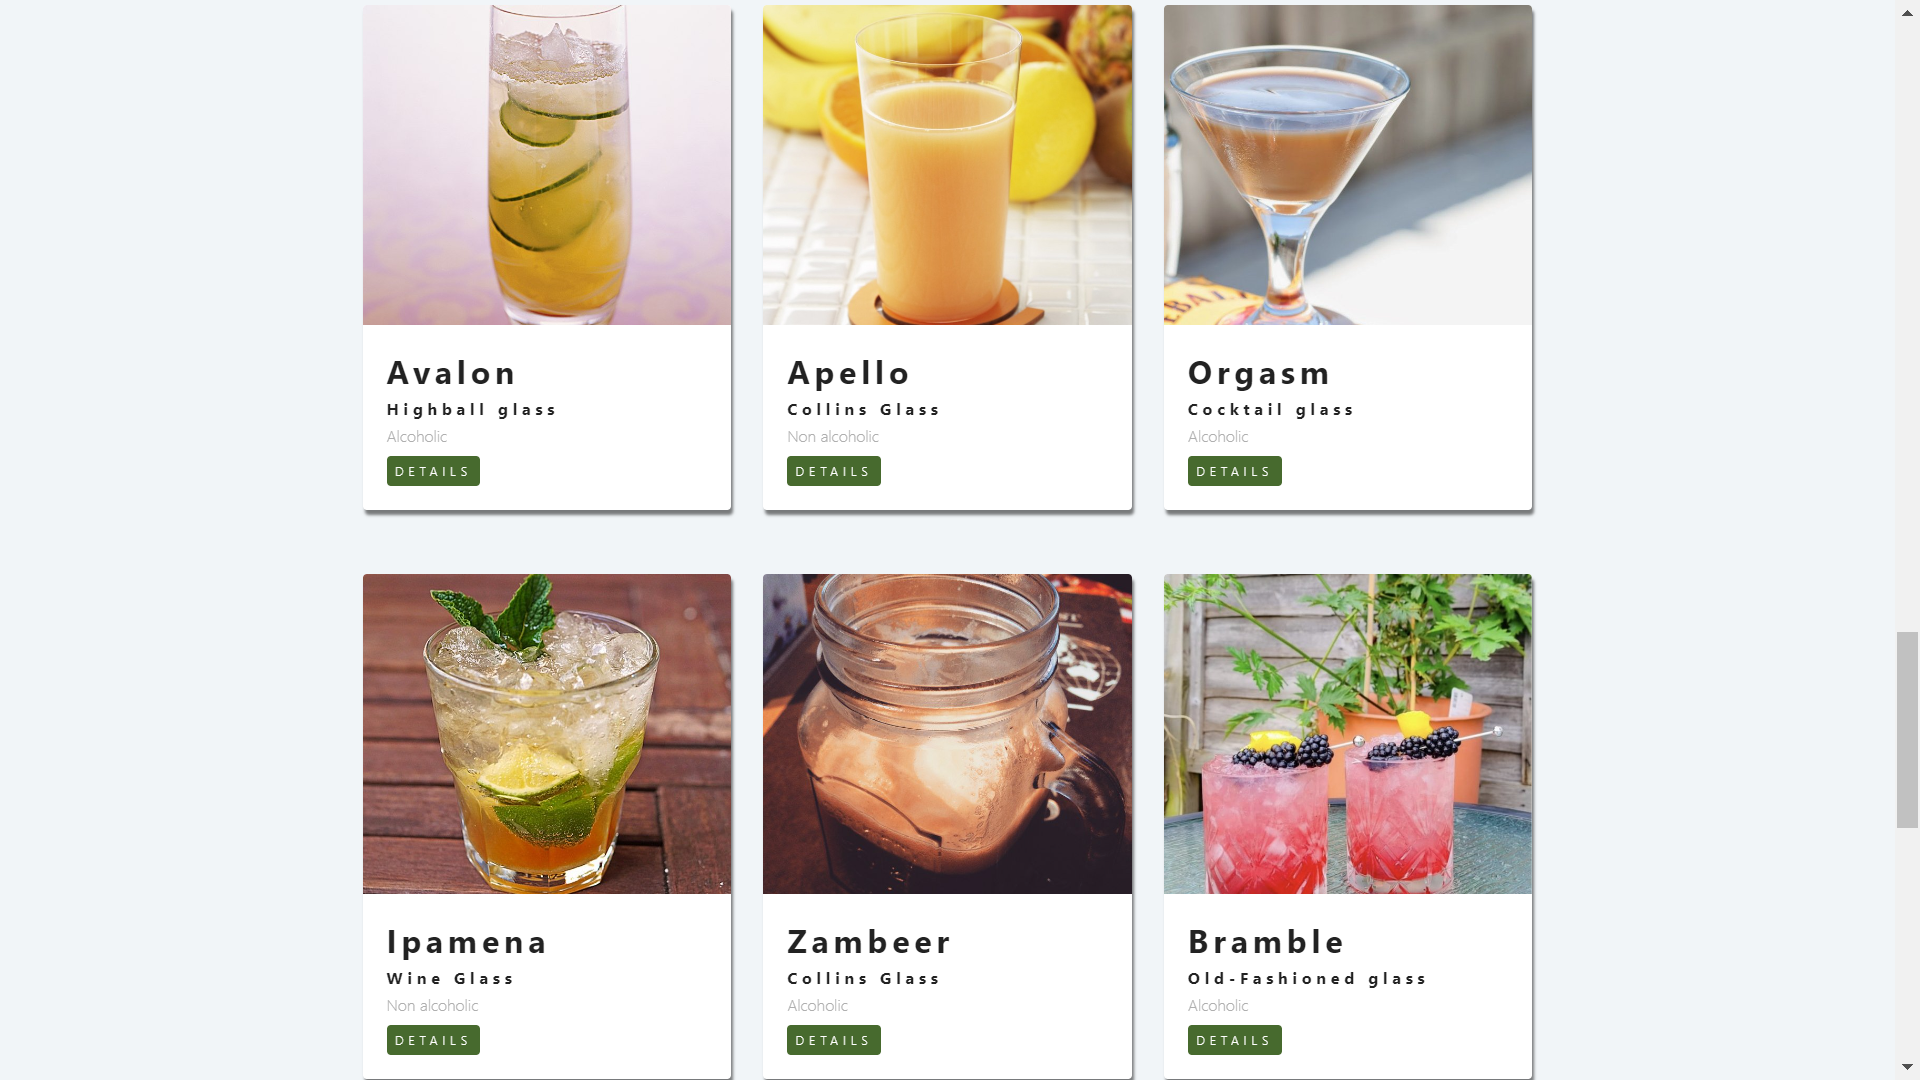 Avalon
Highball glass
Alcoholic
DETAILS
Apello
Collins Glass
Non alcoholic
DETAILS
Orgasm
Cocktail glass
Alcoholic
DETAILS
Ipamena
Wine Glass
Non alcoholic
DETAILS
Zambeer
Collins Glass
Alcoholic
DETAILS
Bramble
Old-Fashioned glass
Alcoholic
DETAILS